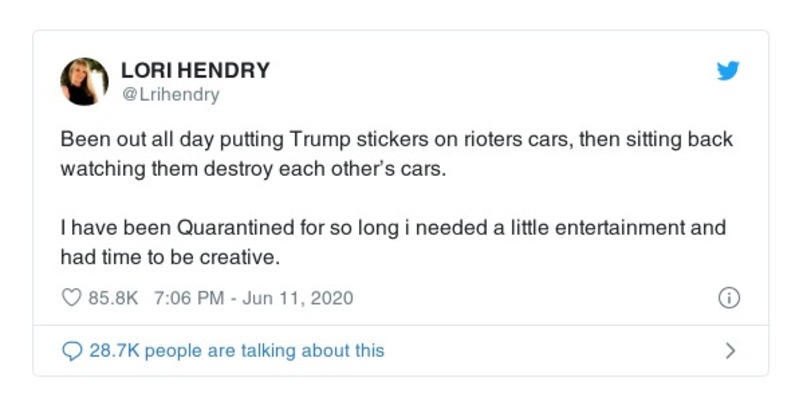 LORI HENDRY
@Lrihendry
Been out all day putting Trump stickers on rioters cars, then sitting back
watching them destroy each other's cars.
I have been Quarantined for so long i needed a little entertainment and
had time to be creative.
85.8K 7:06 PM - Jun 11, 2020
28.7K people are talking about this